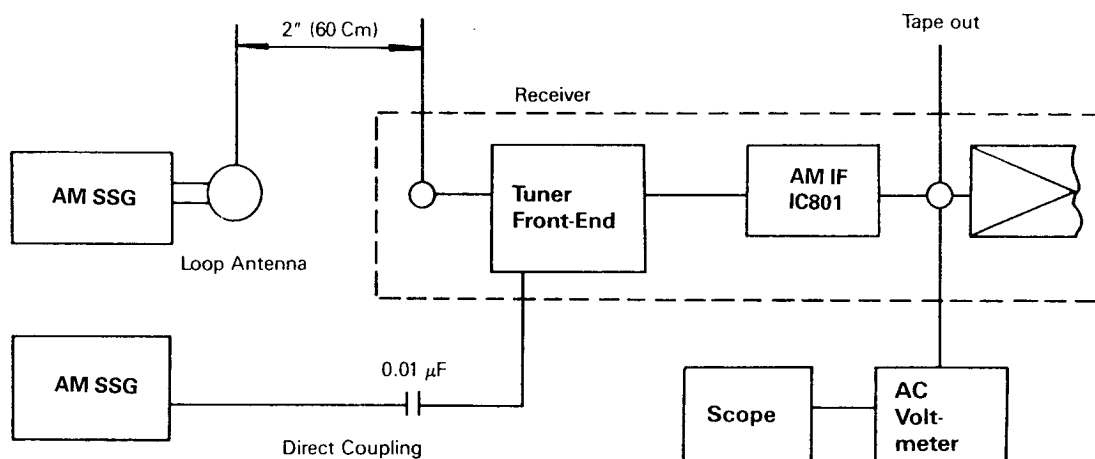 2" (60 Cm)
Tape out
Receiver
AM SSG
Tuner
Front-End
AM IF
IC801
Loop Antenna
AM SSG
0.01 μF
Direct Coupling
Scope
AC
Volt-
meter